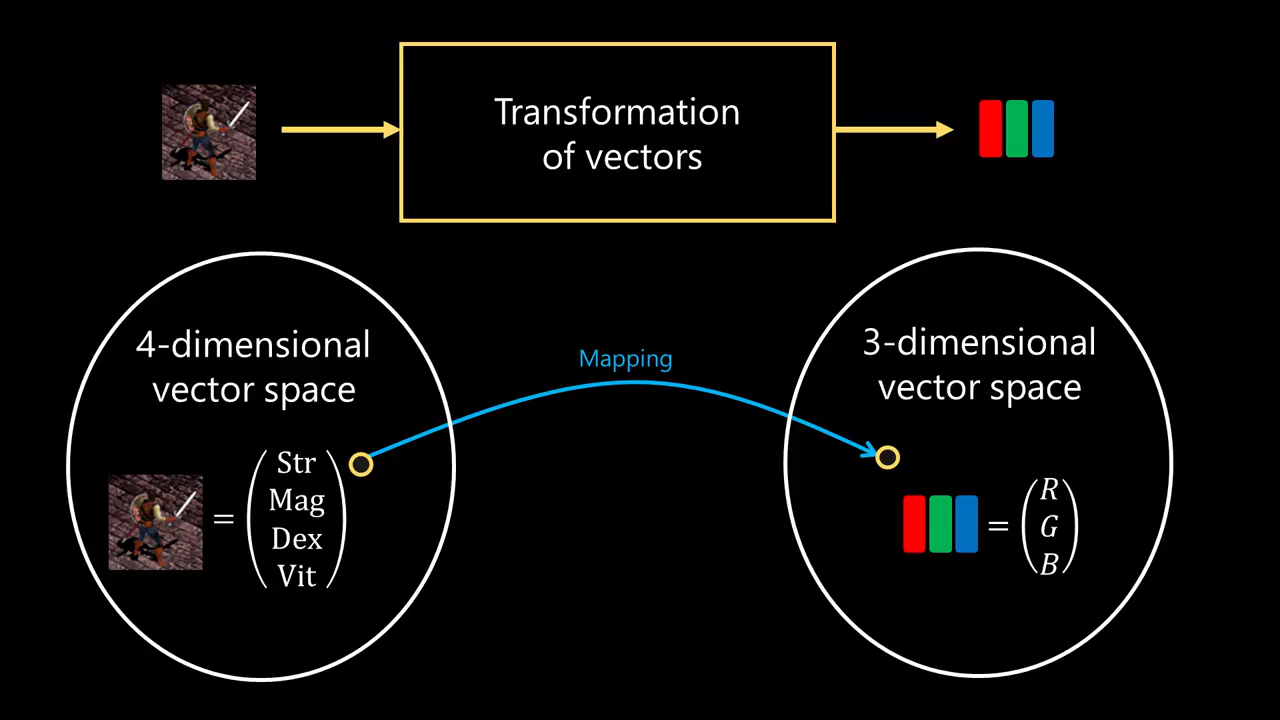 Transformation
of vectors
4-dimensional
vector space
Mapping
3-dimensional
vector space
= (Str
Mag
Dex
Vit)
= (R
G
B)